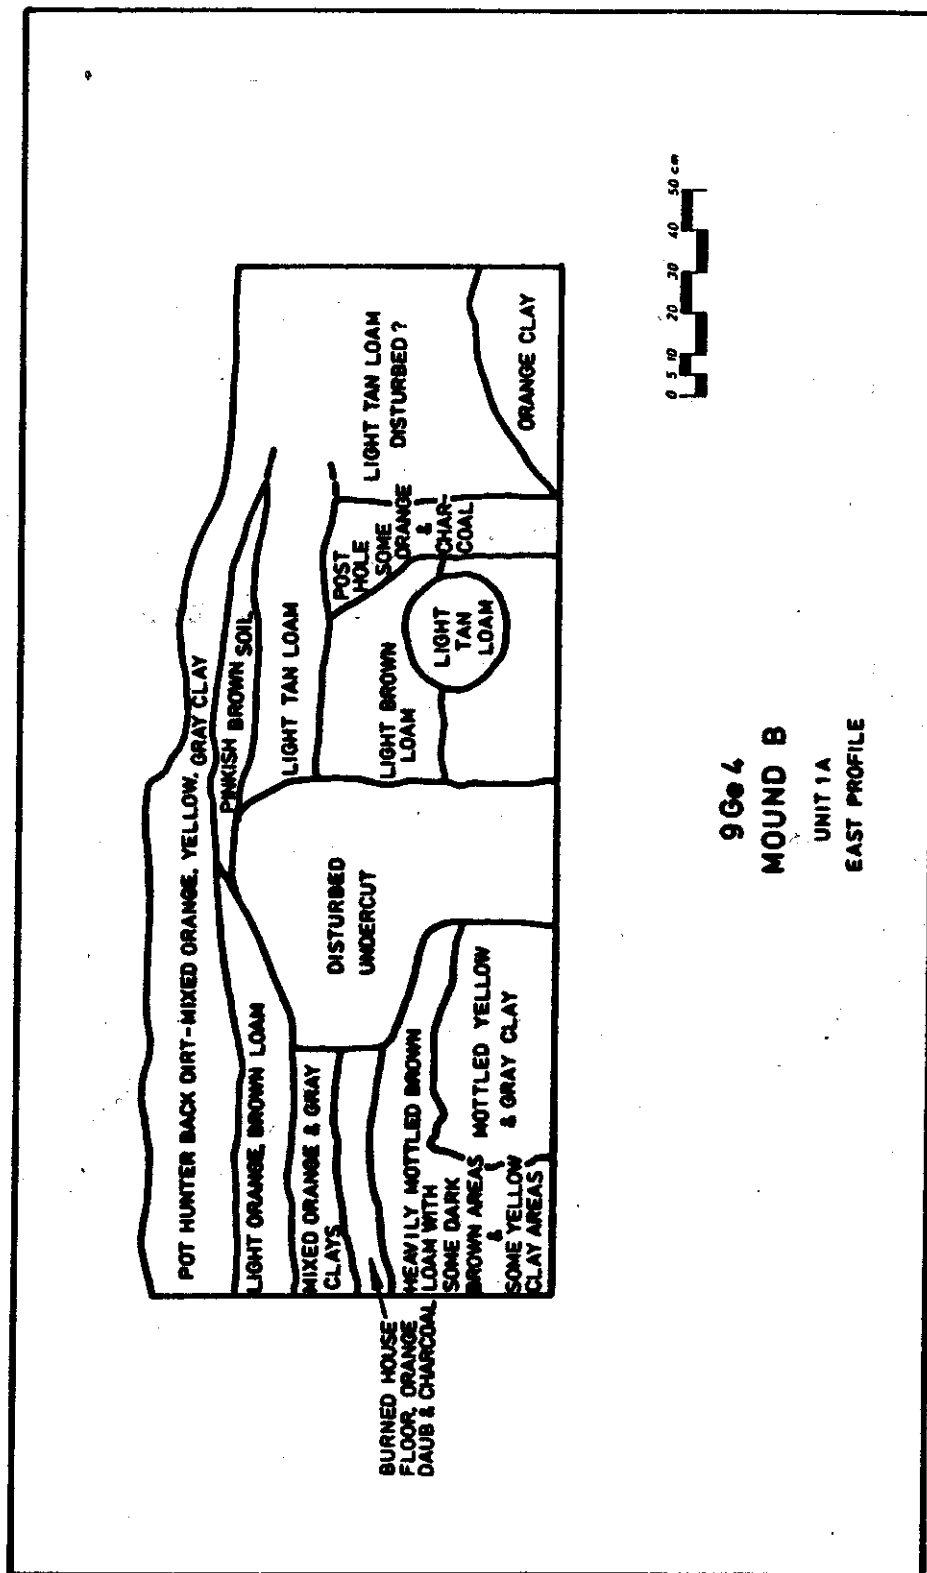 POT HUNTER BACK DIRT-MIXED ORANGE, YELLOW, GRAY CLAY
PINKISH BROWN SOIL
LIGHT ORANGE, BROWN LOAM
LIGHT TAN LOAM
LIGHT TAN LOAM
DISTURBED?
MIXED ORANGE & GRAY
CLAYS
DISTURBED
UNDERCUT
POST
HOLE
SOME
ORANGE
&
CHAR-
COAL
LIGHT BROWN
LOAM
LIGHT
TAN
LOAM
ORANGE CLAY
BURNED HOUSE
FLOOR, ORANGE
DAUB & CHARCOAL
HEAVILY MOTTLED BROWN
LOAM WITH
SOME DARK
BROWN AREAS
&
SOME YELLOW
CLAY AREAS
MOTTLED YELLOW
& GRAY CLAY
0 5 10 20 30 40 50 cm
9Ge4
MOUND B
UNIT 1A
EAST PROFILE